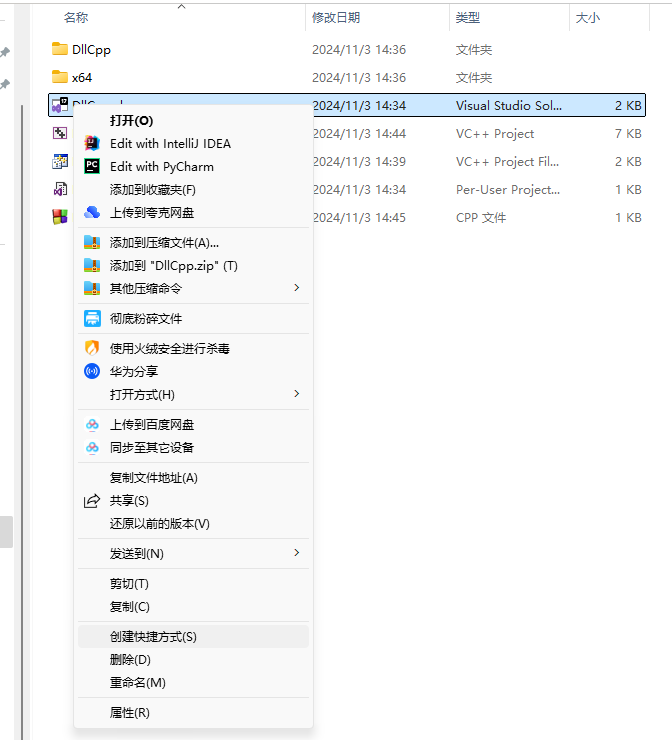 名称 修改日期 类型 大小
DllCpp 2024/11/3 14:36 文件夹
x64 2024/11/3 14:36 文件夹
2024/11/3 14:34 Visual Studio Sol... 2 KB
2024/11/3 14:44 VC++ Project 7 KB
2024/11/3 14:39 VC++ Project Fil... 2 KB
2024/11/3 14:34 Per-User Project... 1 KB
2024/11/3 14:45 CPP 文件 1 KB
打开(O)
Edit with IntelliJ IDEA
Edit with PyCharm
添加到收藏夹(F)
上传到夸克网盘
添加到压缩文件(A)...
添加到 "DllCpp.zip" (T)
其他压缩命令
彻底粉碎文件
使用火绒安全进行杀毒
华为分享
打开方式(H)
上传到百度网盘
同步至其它设备
复制文件地址(A)
共享(S)
还原以前的版本(V)
发送到(N)
剪切(T)
复制(C)
创建快捷方式(S)
删除(D)
重命名(M)
属性(R)